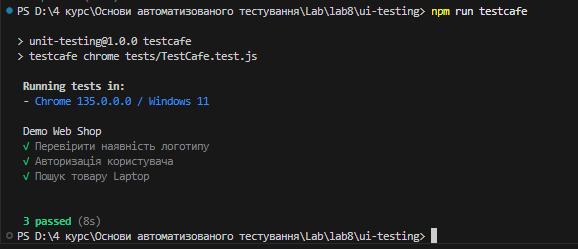 PS D:\4 курс\Основи автоматизованого тестування\Lab\lab8\ui-testing> npm run testcafe
> unit-testing@1.0.0 testcafe
> testcafe chrome tests/TestCafe.test.js
Running tests in:
- Chrome 135.0.0.0 / Windows 11
Demo Web Shop
√ Перевірити наявність логотипу
√ Авторизація користувача
√ Пошук товару Laptop
3 passed (8s)
PS D:\4 курс\Основи автоматизованого тестування\Lab\lab8\ui-testing>